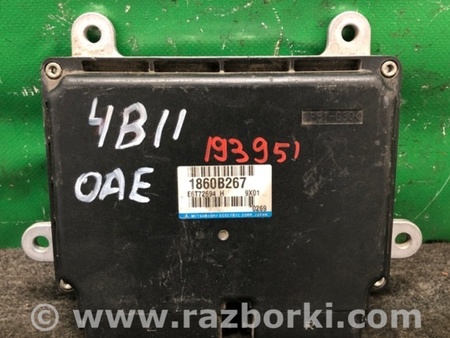 4B11
193951
OAE
1860B267
E6T72694 H 9X01
0269
MITSUBISHI ELECTRIC CORP. JAPAN
© www.razborki.com